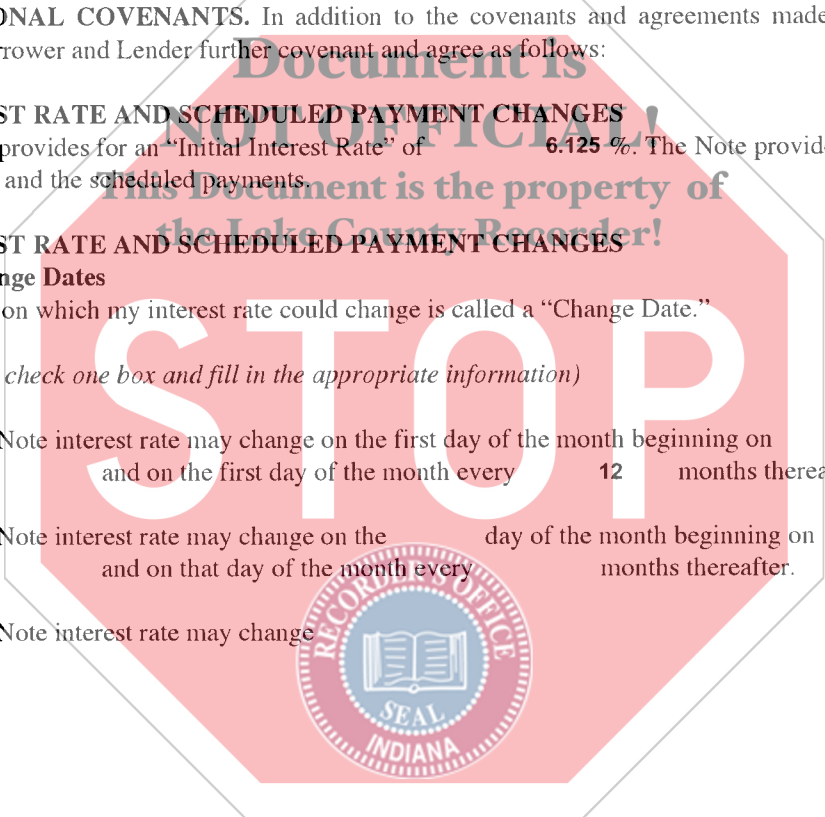 ONAL COVENANTS. In addition to the covenants and agreements made
rrower and Lender further covenant and agree as follows:
Document is
ST RATE AND SCHEDULED PAYMENT CHANGES
NOT OFFICIAL!
provides for an “Initial Interest Rate” of 6.125 %. The Note provid
and the scheduled payments.
This Document is the property of
the Lake County Recorder!
ST RATE AND SCHEDULED PAYMENT CHANGES
nge Dates
on which my interest rate could change is called a “Change Date.”
STOP
check one box and fill in the appropriate information)
Note interest rate may change on the first day of the month beginning on
and on the first day of the month every 12 months therea
Note interest rate may change on the day of the month beginning on
and on that day of the month every months thereafter.
Note interest rate may change
RECORDER'S OFFICE
SEAL
INDIANA